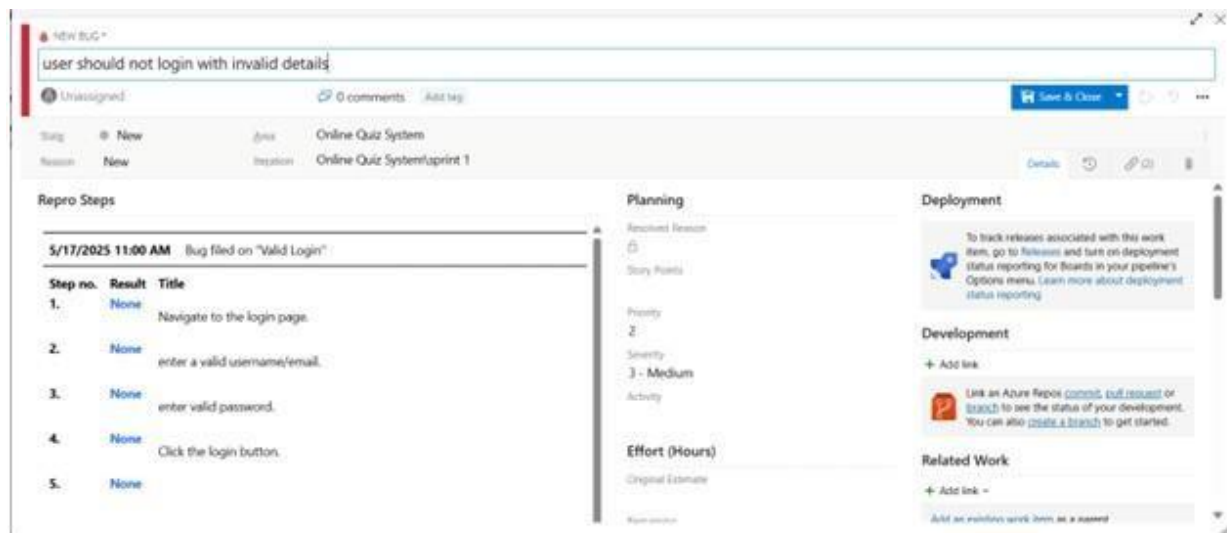 NEW BUG *
user should not login with invalid details
Unassigned
0 comments
Add tag
Save & Close
State
New
Area
Online Quiz System
Reason
New
Iteration
Online Quiz System\sprint 1
Details
Repro Steps
5/17/2025 11:00 AM Bug filed on "Valid Login"
Step no. Result Title
1. None
Navigate to the login page.
2. None
enter a valid username/email.
3. None
enter valid password.
4. None
Click the login button.
5. None
Planning
Resolved Reason
Story Points
Priority
2
Severity
3 - Medium
Activity
Effort (Hours)
Original Estimate
Deployment
To track releases associated with this work
item, go to Releases and turn on deployment
status reporting for Boards in your pipeline's
Options menu. Learn more about deployment
status reporting
Development
+ Add link
Link an Azure Repos commit, pull request or
branch to see the status of your development.
You can also create a branch to get started.
Related Work
+ Add link
Add an existing work item as a parent